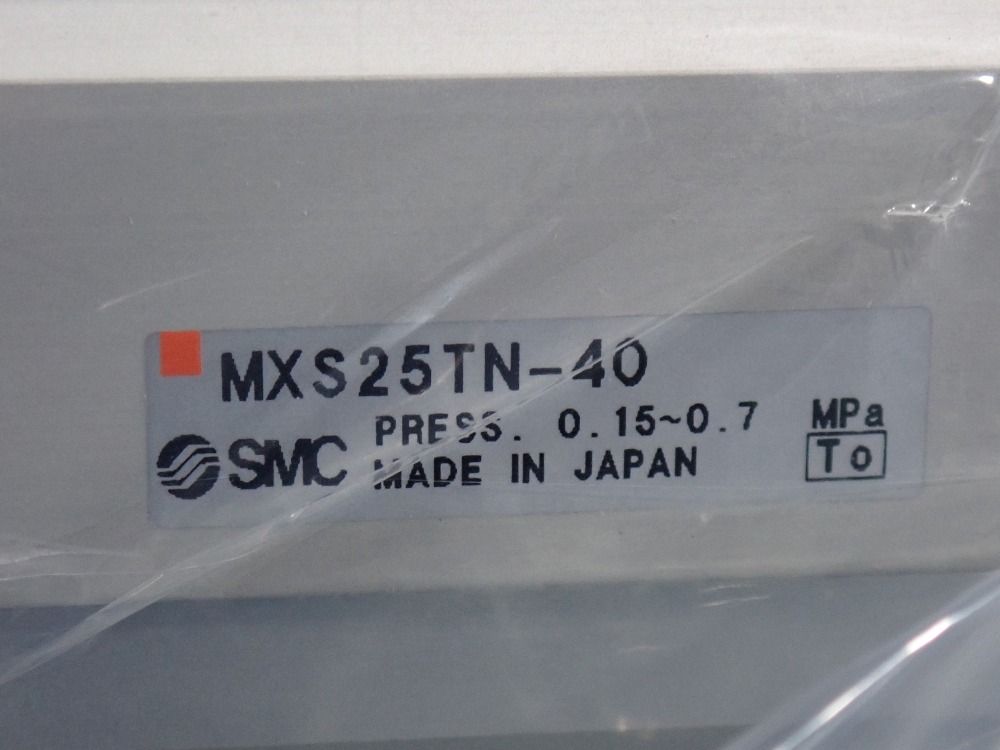 MXS25TN-40
SMC PRESS. 0.15~0.7 MPa
MADE IN JAPAN To